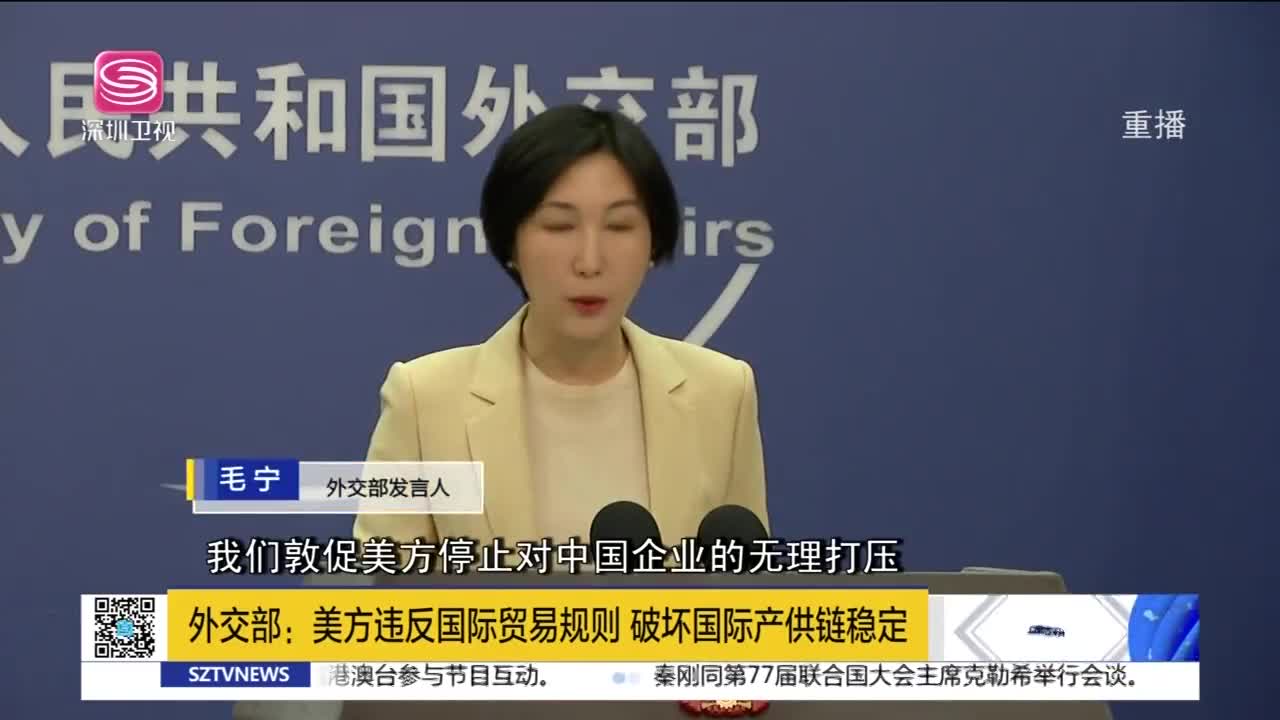 人民共和国外交部
深圳卫视
重播
y of Foreign
irs
毛宁
外交部发言人
我们敦促美方停止对中国企业的无理打压
外交部：美方违反国际贸易规则 破坏国际产供链稳定
SZTVNEWS
港澳台参与节目互动。
秦刚同第77届联合国大会主席克勒希举行会谈。